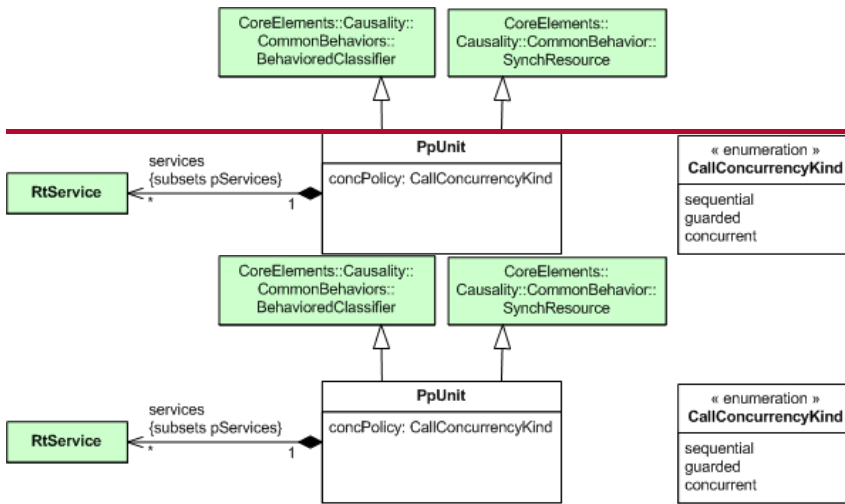 CoreElements::Causality::
CommonBehaviors::
BehavioredClassifier
CoreElements::
Causality::CommonBehavior::
SynchResource
PpUnit
concPolicy: CallConcurrencyKind
services
{subsets pServices}
* 1
RtService
« enumeration »
CallConcurrencyKind
sequential
guarded
concurrent
CoreElements::Causality::
CommonBehaviors::
BehavioredClassifier
CoreElements::
Causality::CommonBehavior::
SynchResource
PpUnit
concPolicy: CallConcurrencyKind
services
{subsets pServices}
* 1
RtService
« enumeration »
CallConcurrencyKind
sequential
guarded
concurrent